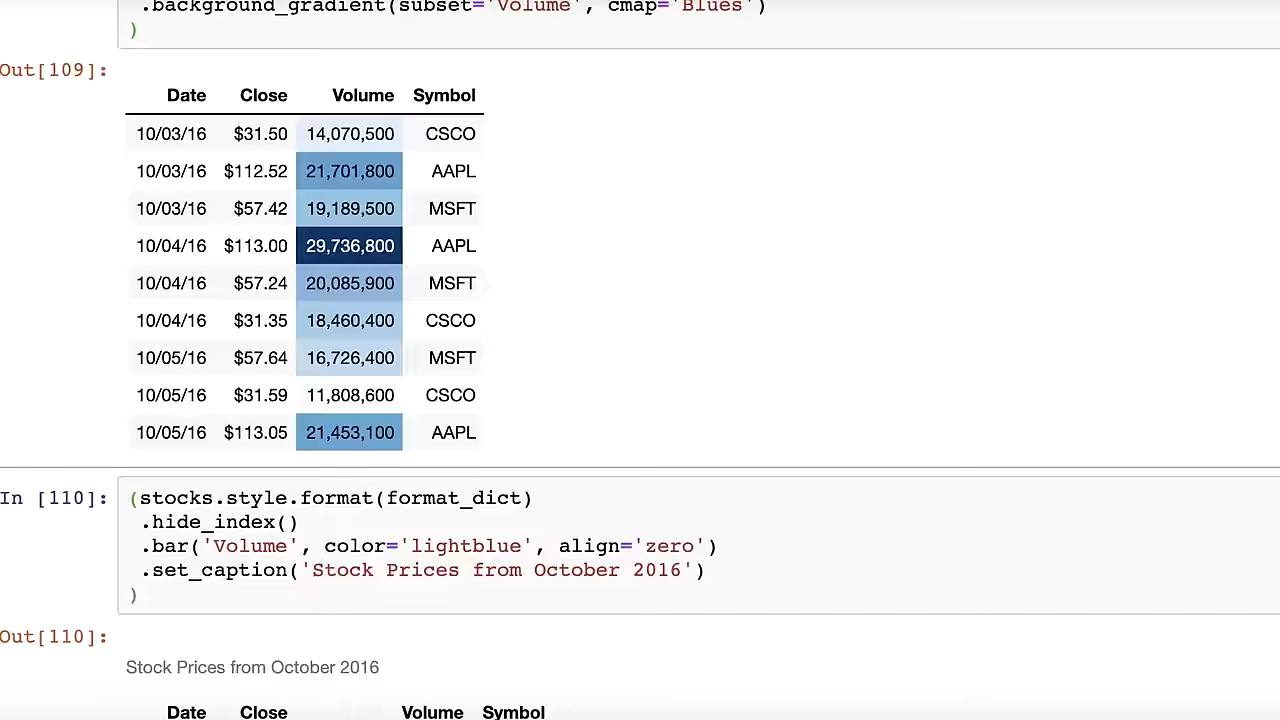 .background_gradient(subset='Volume', cmap='Blues')
)
Out[109]:
Date Close Volume Symbol
10/03/16 $31.50 14,070,500 CSCO
10/03/16 $112.52 21,701,800 AAPL
10/03/16 $57.42 19,189,500 MSFT
10/04/16 $113.00 29,736,800 AAPL
10/04/16 $57.24 20,085,900 MSFT
10/04/16 $31.35 18,460,400 CSCO
10/05/16 $57.64 16,726,400 MSFT
10/05/16 $31.59 11,808,600 CSCO
10/05/16 $113.05 21,453,100 AAPL
In [110]: (stocks.style.format(format_dict)
.hide_index()
.bar('Volume', color='lightblue', align='zero')
.set_caption('Stock Prices from October 2016')
)
Out[110]:
Stock Prices from October 2016
Date Close Volume Symbol